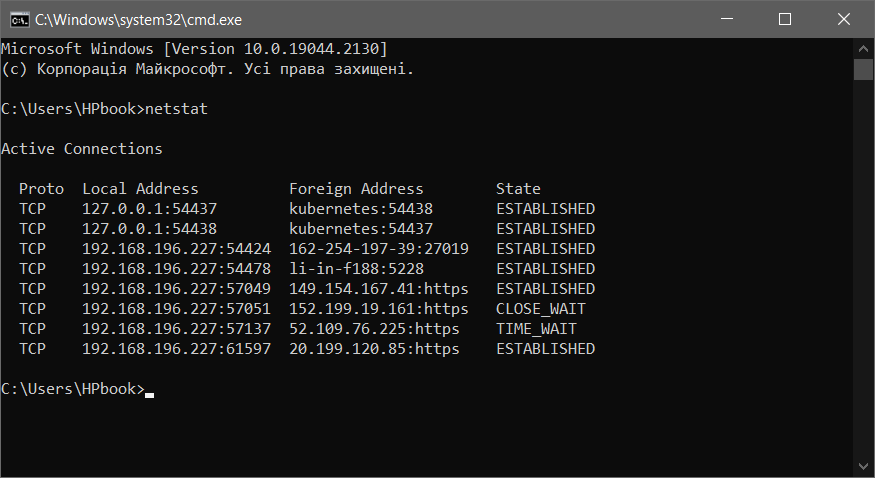 C:\Windows\system32\cmd.exe
Microsoft Windows [Version 10.0.19044.2130]
(c) Корпорація Майкрософт. Усі права захищені.
C:\Users\HPbook>netstat
Active Connections
Proto Local Address Foreign Address State
TCP 127.0.0.1:54437 kubernetes:54438 ESTABLISHED
TCP 127.0.0.1:54438 kubernetes:54437 ESTABLISHED
TCP 192.168.196.227:54424 162-254-197-39:27019 ESTABLISHED
TCP 192.168.196.227:54478 li-in-f188:5228 ESTABLISHED
TCP 192.168.196.227:57049 149.154.167.41:https ESTABLISHED
TCP 192.168.196.227:57051 152.199.19.161:https CLOSE_WAIT
TCP 192.168.196.227:57137 52.109.76.225:https TIME_WAIT
TCP 192.168.196.227:61597 20.199.120.85:https ESTABLISHED
C:\Users\HPbook>